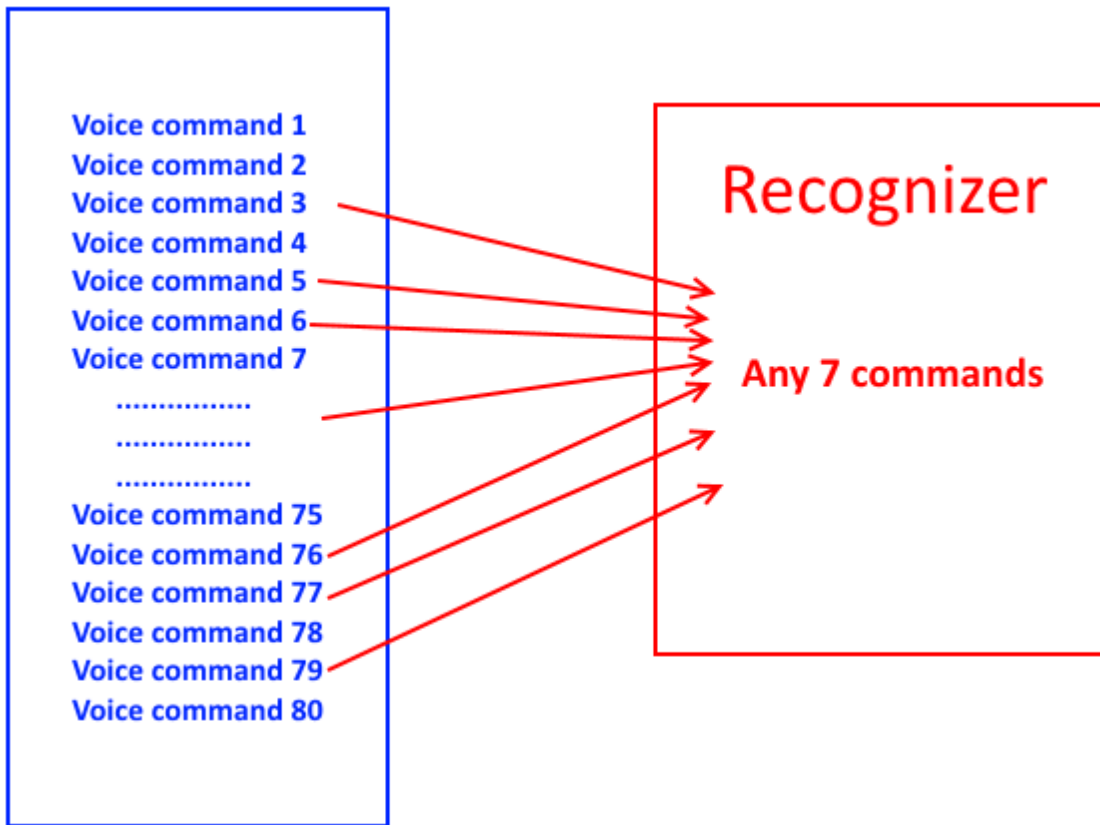 Voice command 1
Voice command 2
Voice command 3
Voice command 4
Voice command 5
Voice command 6
Voice command 7
................
................
................
Voice command 75
Voice command 76
Voice command 77
Voice command 78
Voice command 79
Voice command 80
Recognizer
Any 7 commands